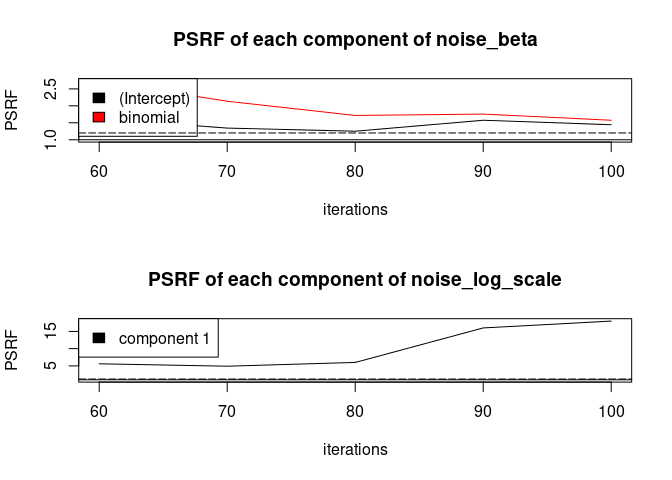 PSRF of each component of noise_beta
PSRF
2.5
1.0
(Intercept)
binomial
60 70 80 90 100
iterations
PSRF of each component of noise_log_scale
PSRF
15
5
component 1
60 70 80 90 100
iterations